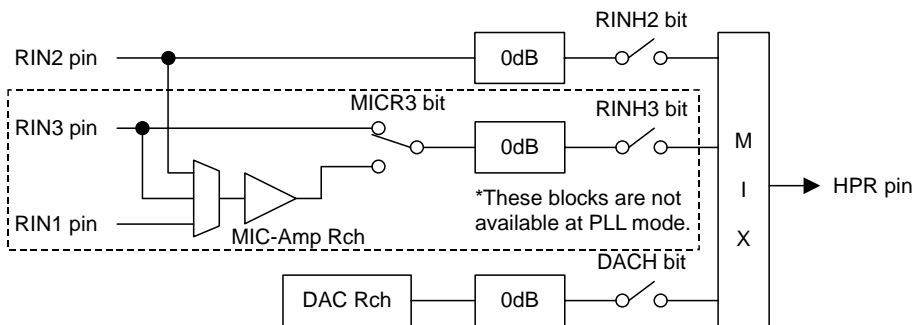 RINH2 bit
RIN2 pin
0dB
MICR3 bit
RINH3 bit
RIN3 pin
0dB
M
I
X
HPR pin
*These blocks are not
available at PLL mode.
RIN1 pin
MIC-Amp Rch
DACH bit
DAC Rch
0dB